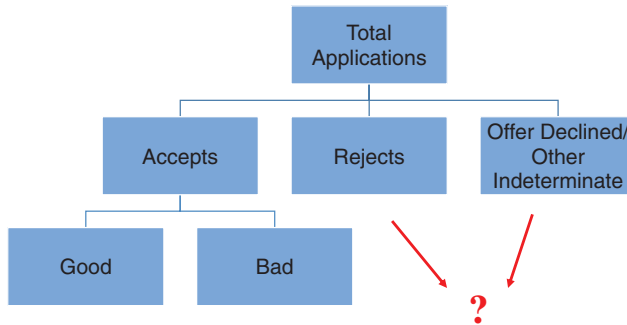 Total
Applications
Accepts
Rejects
Offer Declined/
Other
Indeterminate
Good
Bad
?